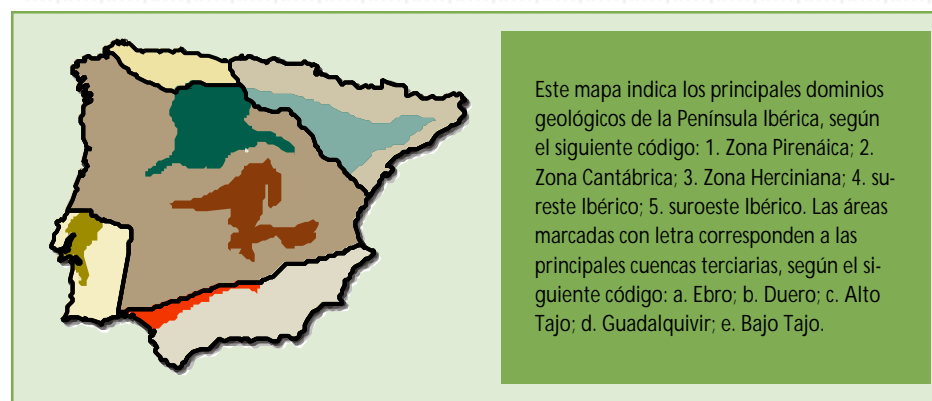 Este mapa indica los principales dominios
geológicos de la Península Ibérica, según
el siguiente código: 1. Zona Pirenáica; 2.
Zona Cantábrica; 3. Zona Herciniana; 4. su-
reste Ibérico; 5. suroeste Ibérico. Las áreas
marcadas con letra corresponden a las
principales cuencas terciarias, según el si-
guiente código: a. Ebro; b. Duero; c. Alto
Tajo; d. Guadalquivir; e. Bajo Tajo.